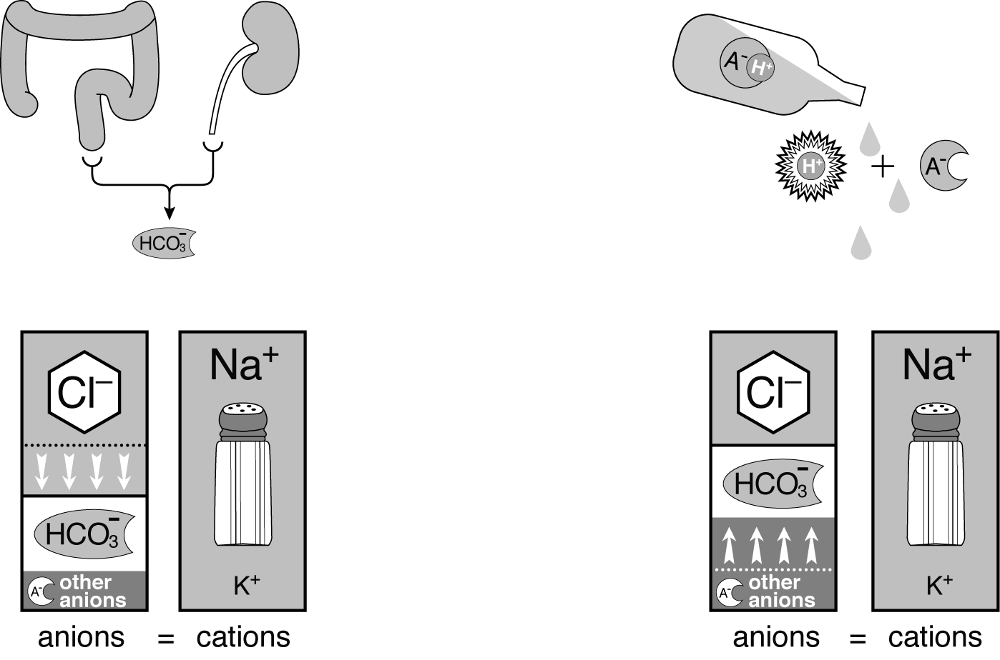 HCO₃⁻
A⁻ H⁺
H⁺ + A⁻
Cl⁻
HCO₃⁻
A⁻ other
anions
Na⁺
K⁺
anions = cations
Cl⁻
HCO₃⁻
A⁻ other
anions
Na⁺
K⁺
anions = cations